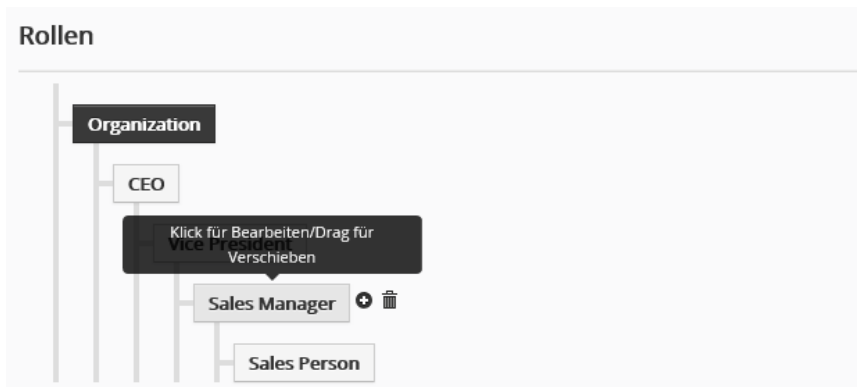 Rollen
Organization
CEO
Klick für Bearbeiten/Drag für
Vice President
Verschieben
Sales Manager
Sales Person